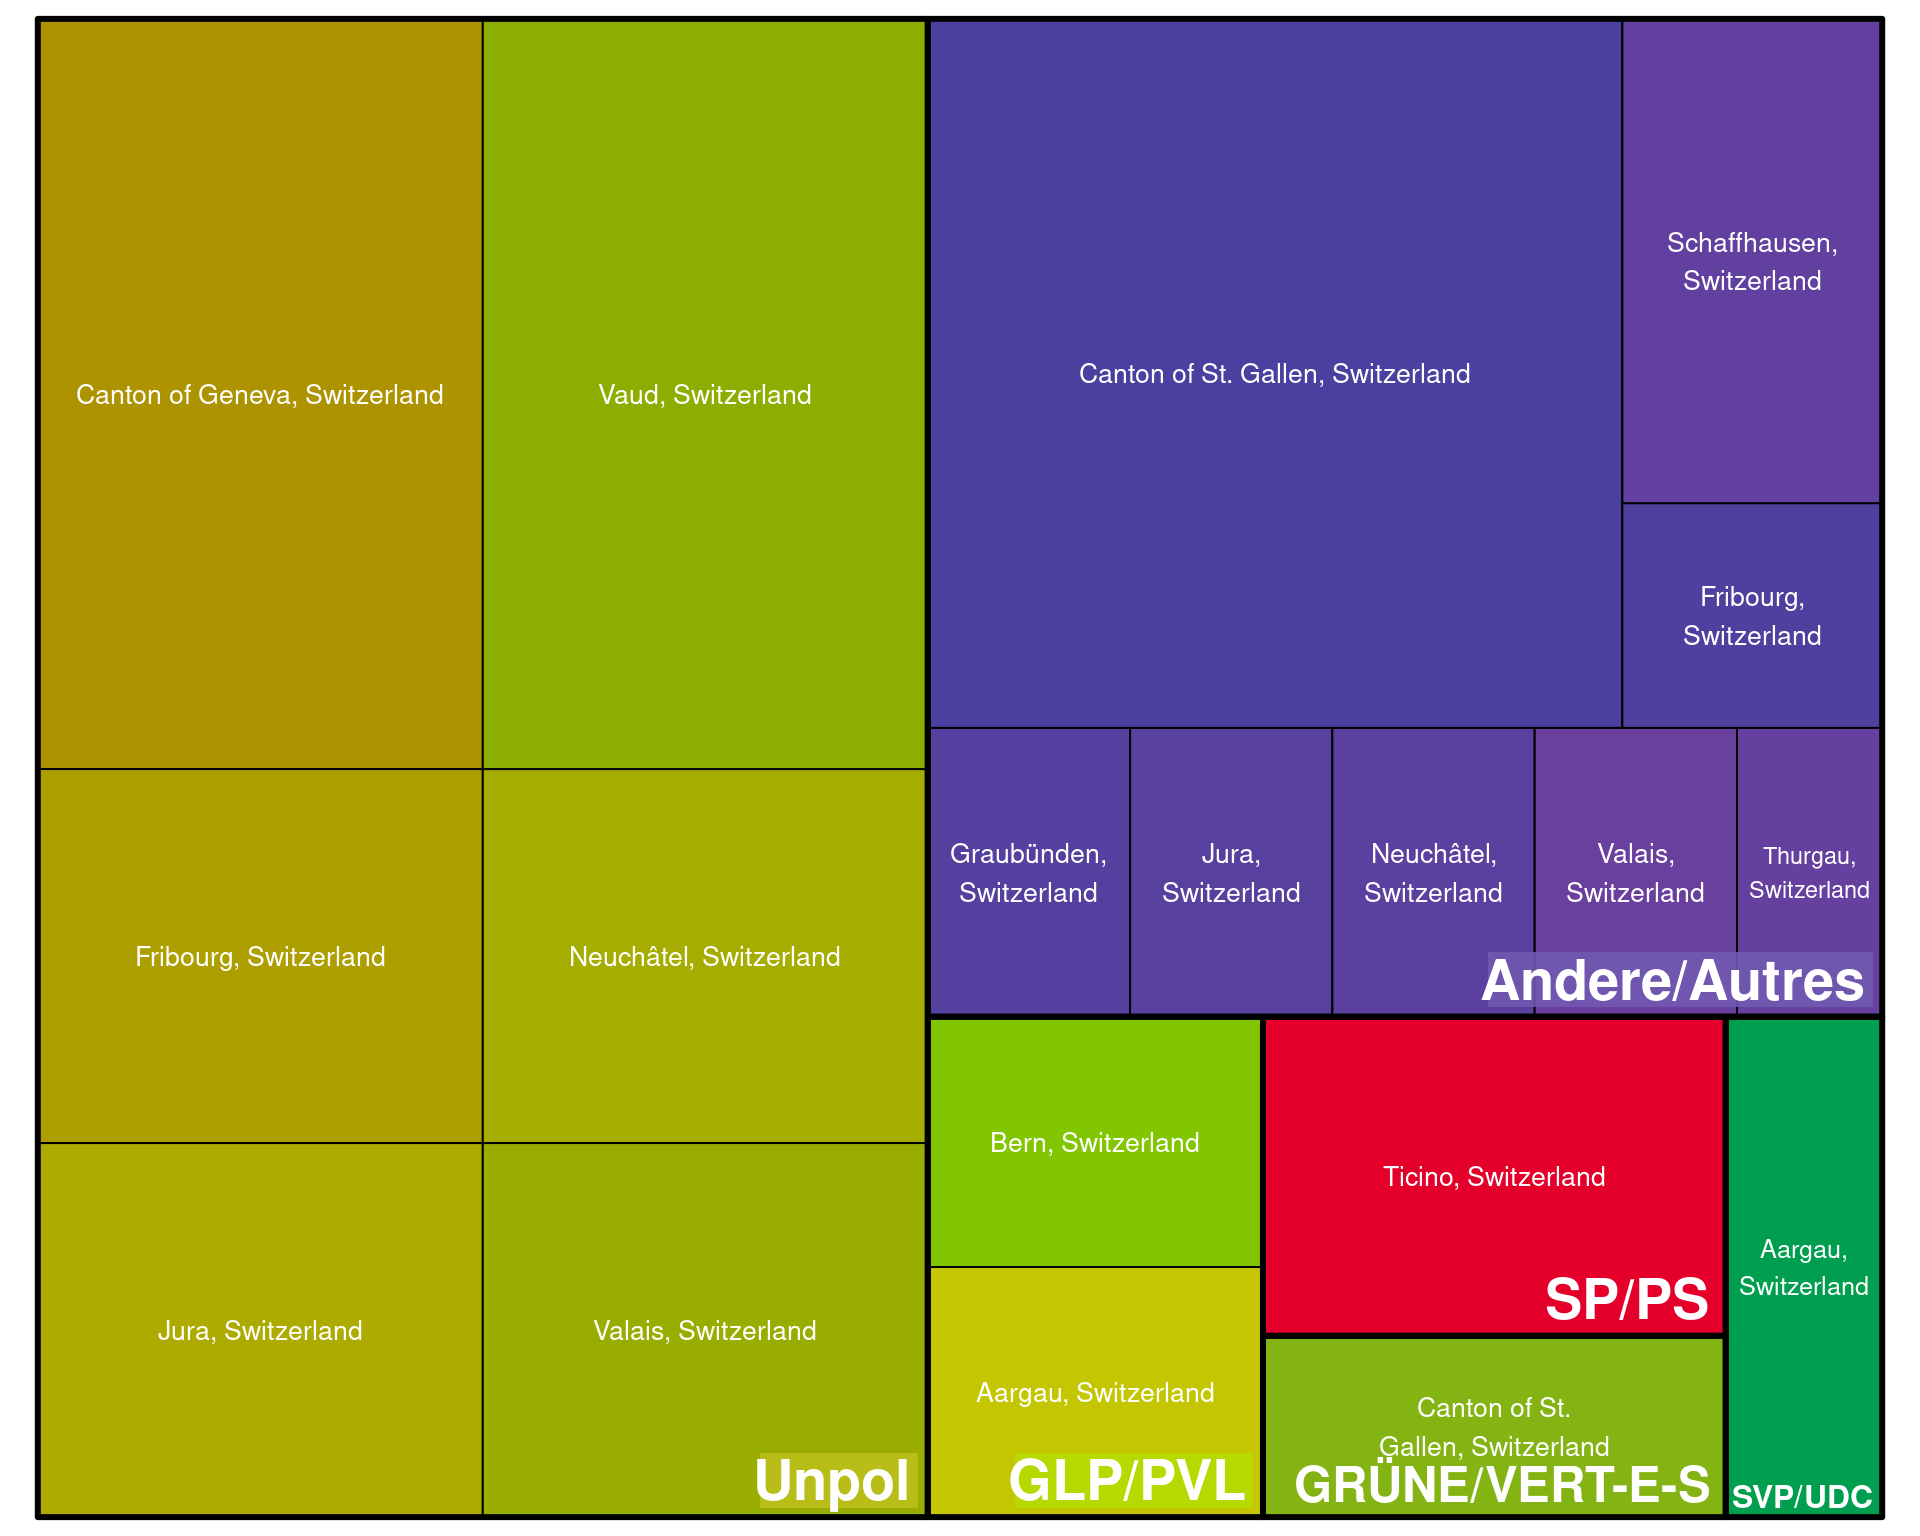 Canton of Geneva, Switzerland
Vaud, Switzerland
Fribourg, Switzerland
Neuchâtel, Switzerland
Jura, Switzerland
Valais, Switzerland
Unpol
Canton of St. Gallen, Switzerland
Schaffhausen,
Switzerland
Fribourg,
Switzerland
Graubünden,
Switzerland
Jura,
Switzerland
Neuchâtel,
Switzerland
Valais,
Switzerland
Thurgau,
Switzerland
Andere/Autres
Bern, Switzerland
Aargau, Switzerland
GLP/PVL
Ticino, Switzerland
SP/PS
Canton of St.
Gallen, Switzerland
GRÜNE/VERT-E-S
Aargau,
Switzerland
SVP/UDC